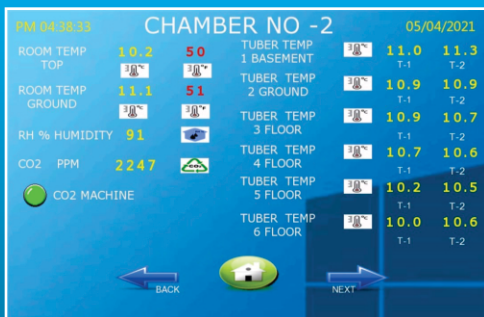 PM 04:38:33 CHAMBER NO -2 05/04/2021
ROOM TEMP TOP 10.2 50
ROOM TEMP GROUND 11.1 51
RH % HUMIDITY 91
CO2 PPM 2247
CO2 MACHINE
TUBER TEMP 1 BASEMENT 11.0 11.3
T-1 T-2
TUBER TEMP 2 GROUND 10.9 10.9
T-1 T-2
TUBER TEMP 3 FLOOR 10.9 10.7
T-1 T-2
TUBER TEMP 4 FLOOR 10.7 10.6
T-1 T-2
TUBER TEMP 5 FLOOR 10.2 10.5
T-1 T-2
TUBER TEMP 6 FLOOR 10.0 10.6
T-1 T-2
BACK NEXT